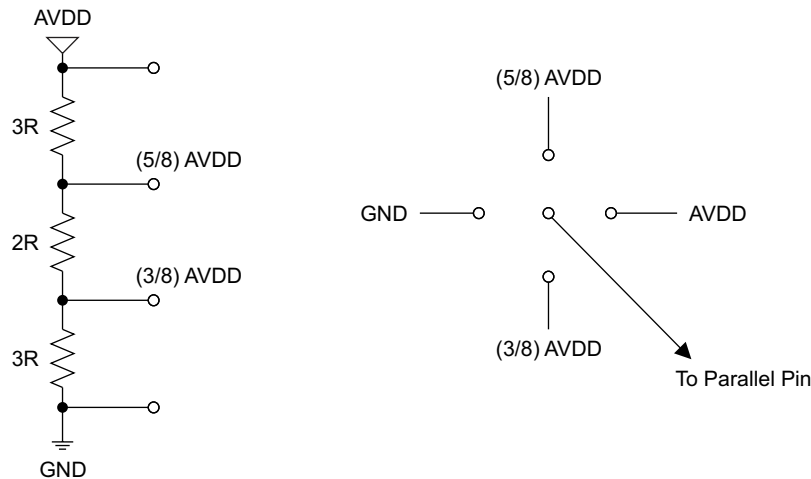 AVDD
3R
(5/8) AVDD
2R
(3/8) AVDD
3R
GND
(5/8) AVDD
GND
AVDD
(3/8) AVDD
To Parallel Pin